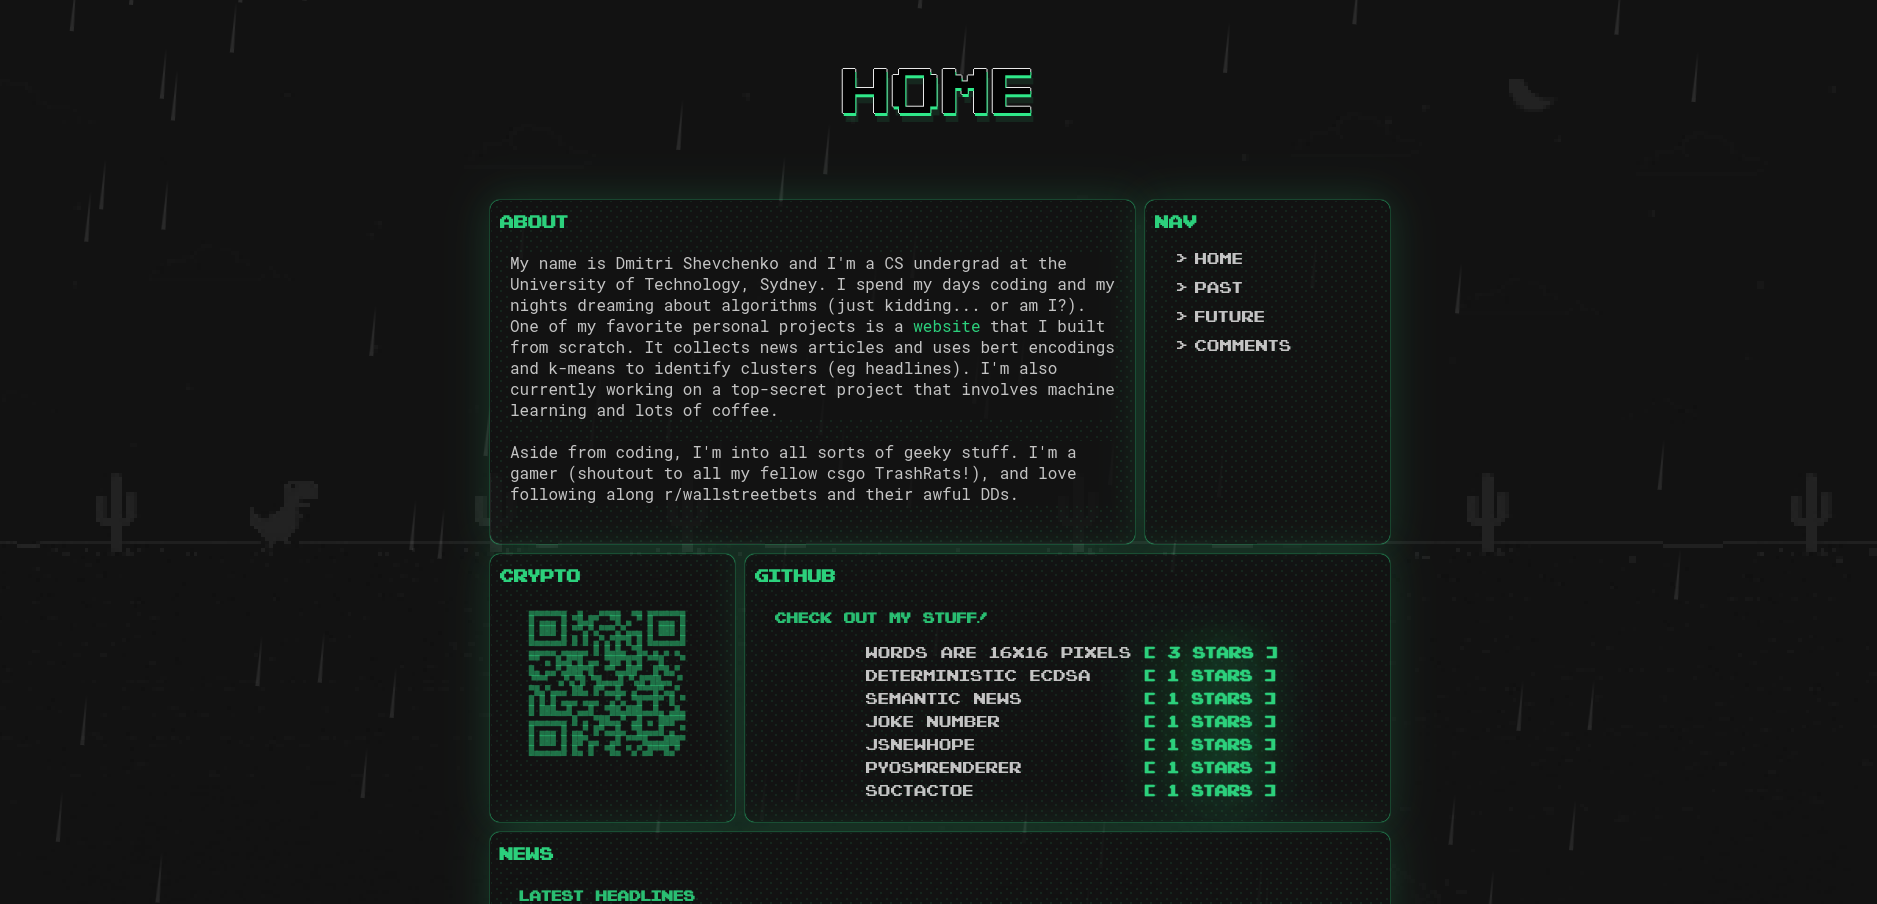 HOME
ABOUT
My name is Dmitri Shevchenko and I'm a CS undergrad at the
University of Technology, Sydney. I spend my days coding and my
nights dreaming about algorithms (just kidding... or am I?).
One of my favorite personal projects is a website that I built
from scratch. It collects news articles and uses bert encodings
and k-means to identify clusters (eg headlines). I'm also
currently working on a top-secret project that involves machine
learning and lots of coffee.
Aside from coding, I'm into all sorts of geeky stuff. I'm a
gamer (shoutout to all my fellow csgo TrashRats!), and love
following along r/wallstreetbets and their awful DDs.
NAV
> HOME
> PAST
> FUTURE
> COMMENTS
CRYPTO
GITHUB
CHECK OUT MY STUFF!
WORDS ARE 16X16 PIXELS [ 3 STARS ]
DETERMINISTIC ECDSA [ 1 STARS ]
SEMANTIC NEWS [ 1 STARS ]
JOKE NUMBER [ 1 STARS ]
JSNEWHOPE [ 1 STARS ]
PYOSMRENDERER [ 1 STARS ]
SOCTACTOE [ 1 STARS ]
NEWS
LATEST HEADLINES